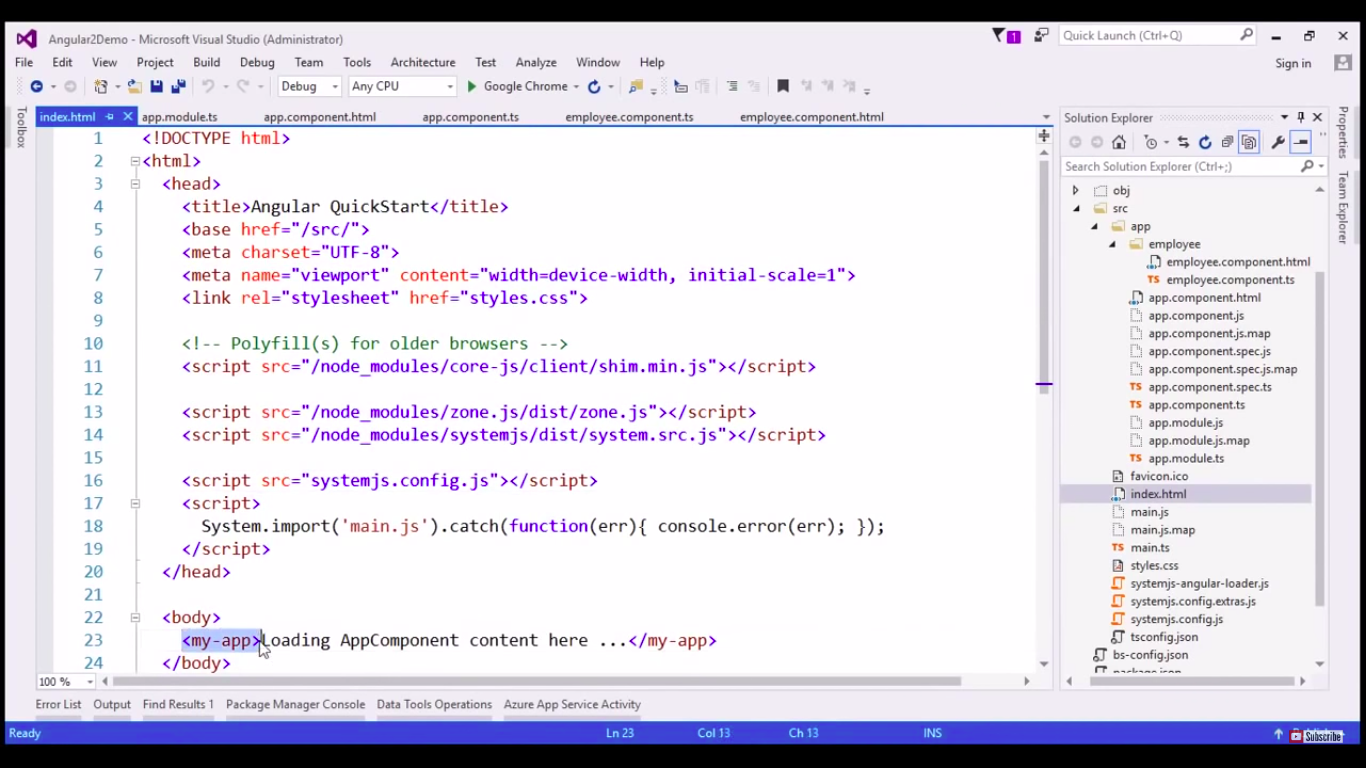 Angular2Demo - Microsoft Visual Studio (Administrator)
1
Quick Launch (Ctrl+Q)
File Edit View Project Build Debug Team Tools Architecture Test Analyze Window Help
Sign in
Debug Any CPU Google Chrome
Toolbox
index.html app.module.ts app.component.html app.component.ts employee.component.ts employee.component.html
1 <!DOCTYPE html>
2 <html>
3 <head>
4 <title>Angular QuickStart</title>
5 <base href="/src/">
6 <meta charset="UTF-8">
7 <meta name="viewport" content="width=device-width, initial-scale=1">
8 <link rel="stylesheet" href="styles.css">
9
10 <!-- Polyfill(s) for older browsers -->
11 <script src="/node_modules/core-js/client/shim.min.js"></script>
12
13 <script src="/node_modules/zone.js/dist/zone.js"></script>
14 <script src="/node_modules/systemjs/dist/system.src.js"></script>
15
16 <script src="systemjs.config.js"></script>
17 <script>
18 System.import('main.js').catch(function(err){ console.error(err); });
19 </script>
20 </head>
21
22 <body>
23 <my-app>Loading AppComponent content here ...</my-app>
24 </body>
100 %
Solution Explorer
Search Solution Explorer (Ctrl+;)
obj
src
app
employee
employee.component.html
TS employee.component.ts
app.component.html
app.component.js
app.component.js.map
app.component.spec.js
app.component.spec.js.map
TS app.component.spec.ts
TS app.component.ts
app.module.js
app.module.js.map
TS app.module.ts
favicon.ico
index.html
main.js
main.js.map
TS main.ts
styles.css
systemjs-angular-loader.js
systemjs.config.extras.js
systemjs.config.js
tsconfig.json
bs-config.json
package.json
Properties
Team Explorer
Error List Output Find Results 1 Package Manager Console Data Tools Operations Azure App Service Activity
Ready Ln 23 Col 13 Ch 13 INS
Subscribe